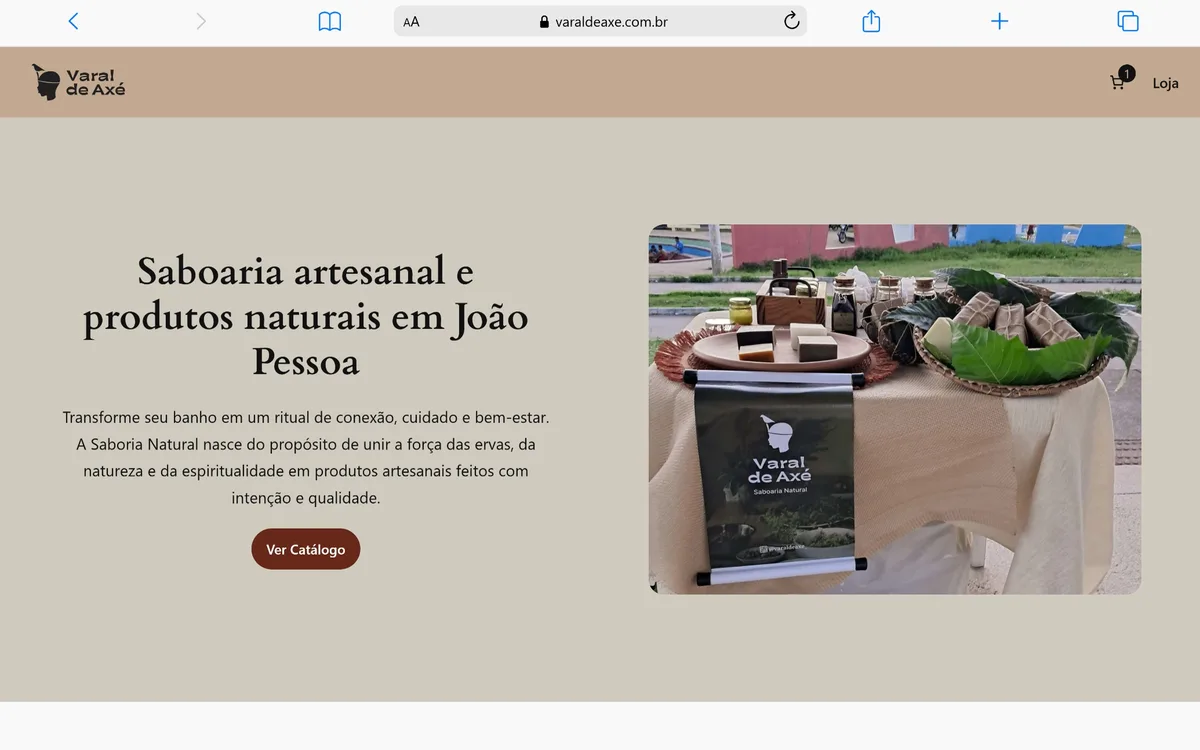 AA
varaldeaxe.com.br
Varal
de Axé
1
Loja
Saboaria artesanal e
produtos naturais em João
Pessoa
Transforme seu banho em um ritual de conexão, cuidado e bem-estar.
A Saboria Natural nasce do propósito de unir a força das ervas, da
natureza e da espiritualidade em produtos artesanais feitos com
intenção e qualidade.
Ver Catálogo
Varal
de Axé
Saboaria Natural
@varaldeaxe_